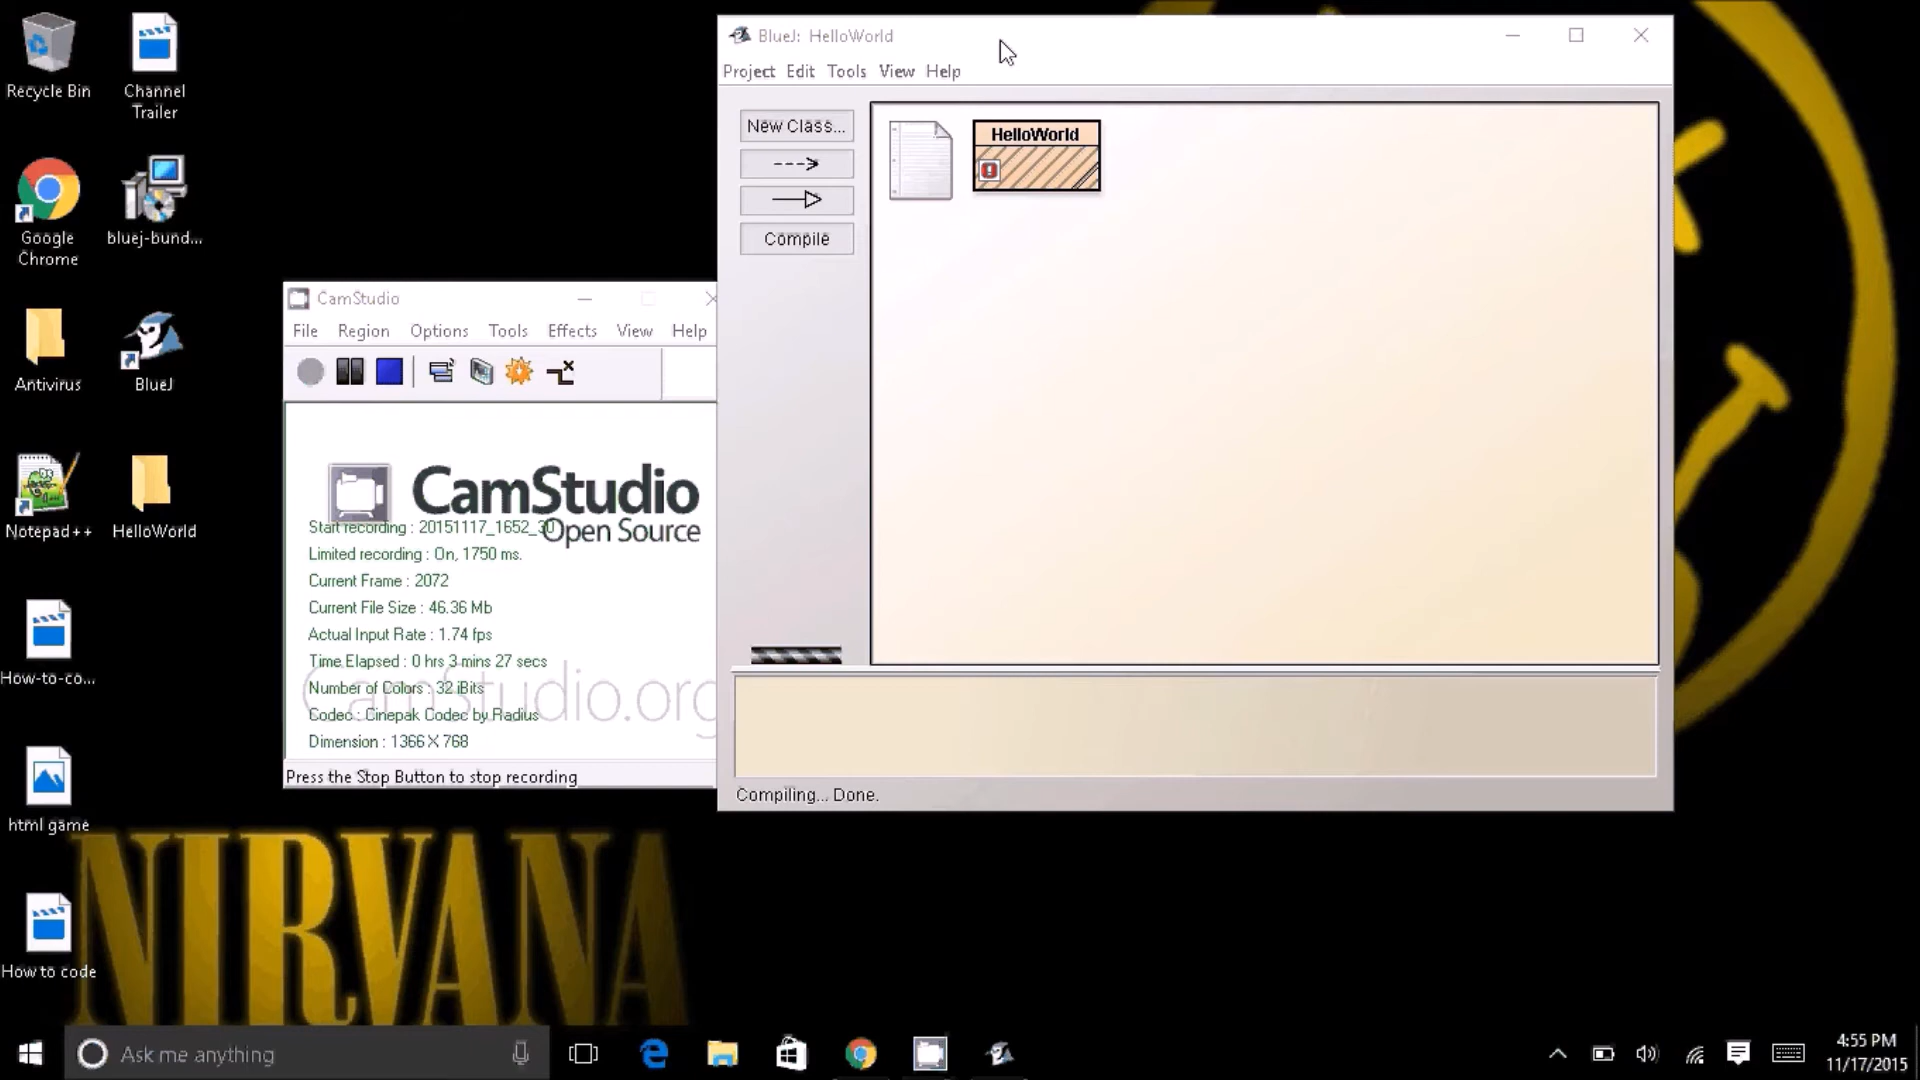 Recycle Bin
Channel
Trailer
Google
Chrome
bluej-bund...
Antivirus
BlueJ
Notepad++
HelloWorld
How-to-co...
html game
How to code
CamStudio
File Region Options Tools Effects View Help
CamStudio
Open Source
Start recording : 20151117_1652_30
Limited recording : On, 1750 ms.
Current Frame : 2072
Current File Size : 46.36 Mb
Actual Input Rate : 1.74 fps
Time Elapsed : 0 hrs 3 mins 27 secs
CamStudio.org
Number of Colors : 32 iBits
Codec : Cinepak Codec by Radius
Dimension : 1366 X 768
Press the Stop Button to stop recording
BlueJ: HelloWorld
Project Edit Tools View Help
New Class...
Compile
HelloWorld
Compiling... Done.
NIRVANA
Ask me anything
4:55 PM
11/17/2015